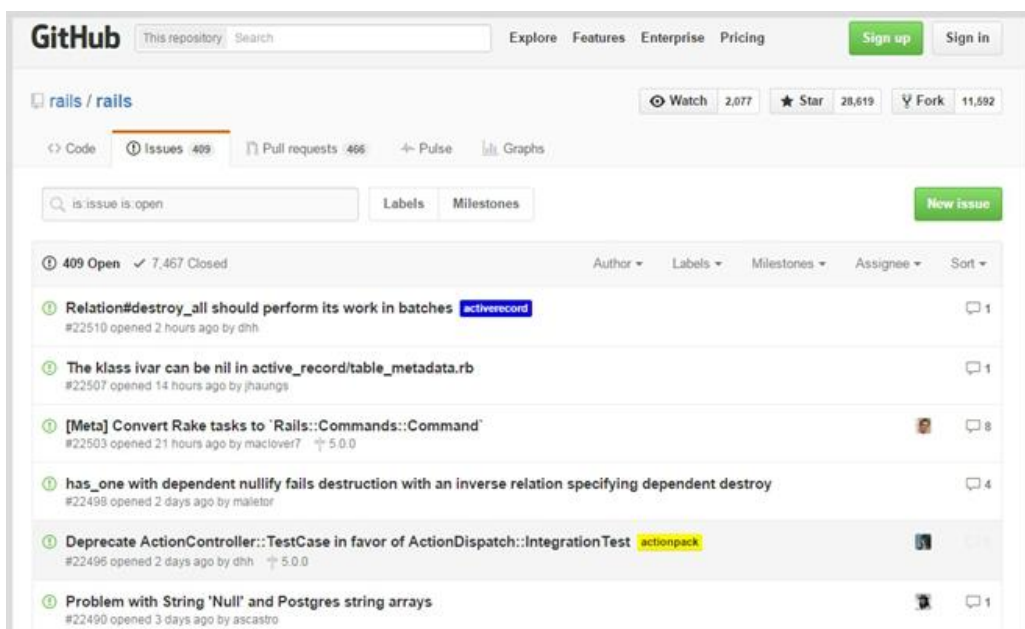 GitHub This repository Search Explore Features Enterprise Pricing Sign up Sign in
rails / rails Watch 2,077 Star 28,619 Fork 11,592
Code Issues 409 Pull requests 466 Pulse Graphs
is:issue is:open Labels Milestones New issue
409 Open 7,467 Closed Author Labels Milestones Assignee Sort
Relation#destroy_all should perform its work in batches activerecord 1
#22510 opened 2 hours ago by dhh
The klass ivar can be nil in active_record/table_metadata.rb 1
#22507 opened 14 hours ago by jhaungs
[Meta] Convert Rake tasks to `Rails::Commands::Command` 8
#22503 opened 21 hours ago by maclover7 5.0.0
has_one with dependent nullify fails destruction with an inverse relation specifying dependent destroy 4
#22498 opened 2 days ago by maletor
Deprecate ActionController::TestCase in favor of ActionDispatch::IntegrationTest actionpack
#22496 opened 2 days ago by dhh 5.0.0
Problem with String 'Null' and Postgres string arrays 1
#22490 opened 3 days ago by ascastro